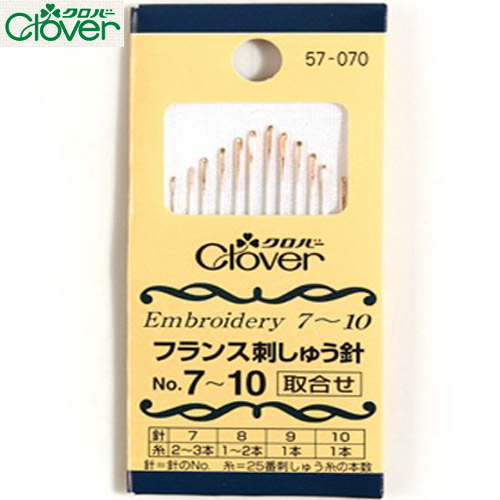 クロバー
Clover
57-070
クロバー
Clover
Embroidery 7～10
フランス刺しゅう針
No.7～10 取合せ
針 7 8 9 10
糸 2～3本 1～2本 1本 1本
針＝針のNo. 糸＝25番刺しゅう糸の本数